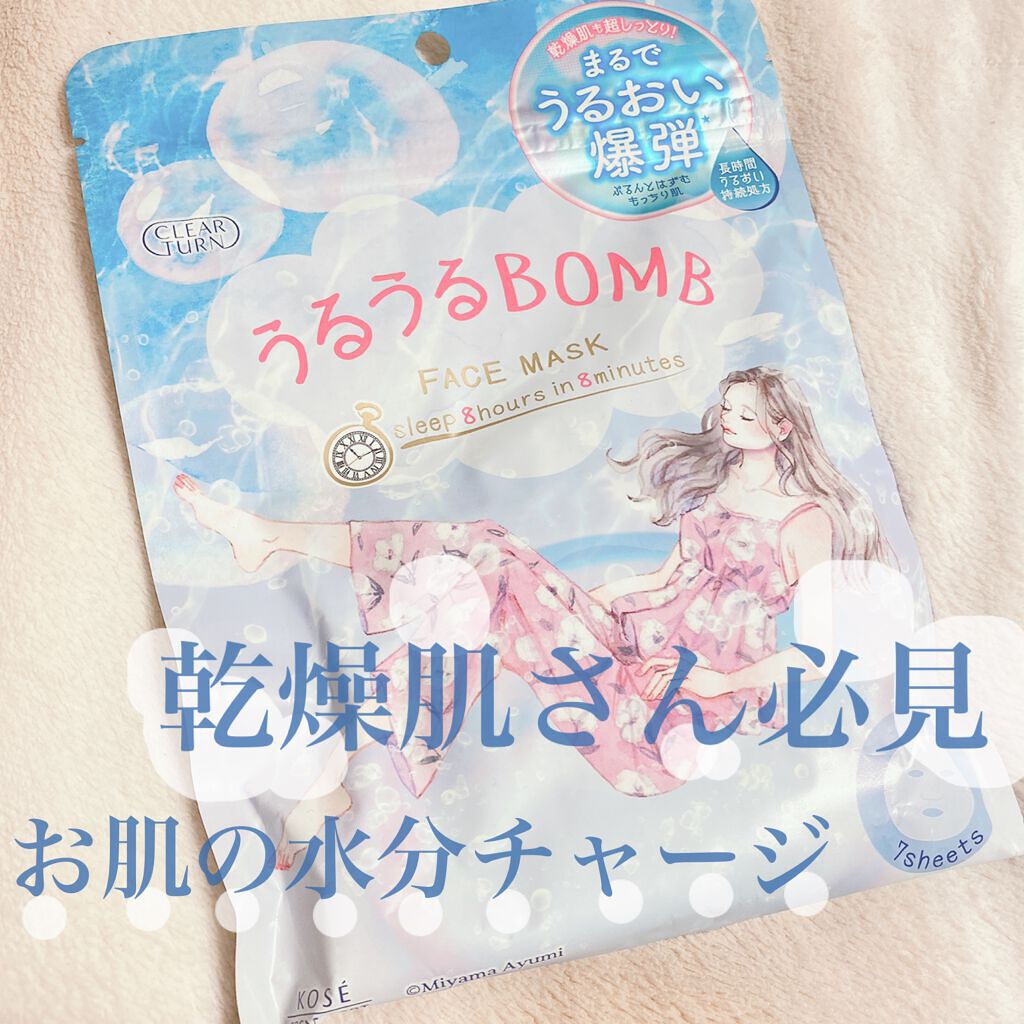 乾燥肌も超しっとり!
まるで
うるおい
爆弾
ぷるんとはずむ
もっちり肌
長時間
うるおい
持続処方
CLEAR
TURN
うるうるBOMB
FACE MASK
sleep 8hours in 8minutes
乾燥肌さん必見
お肌の水分チャージ
7sheets
©Miyama Ayumi
KOSÉ